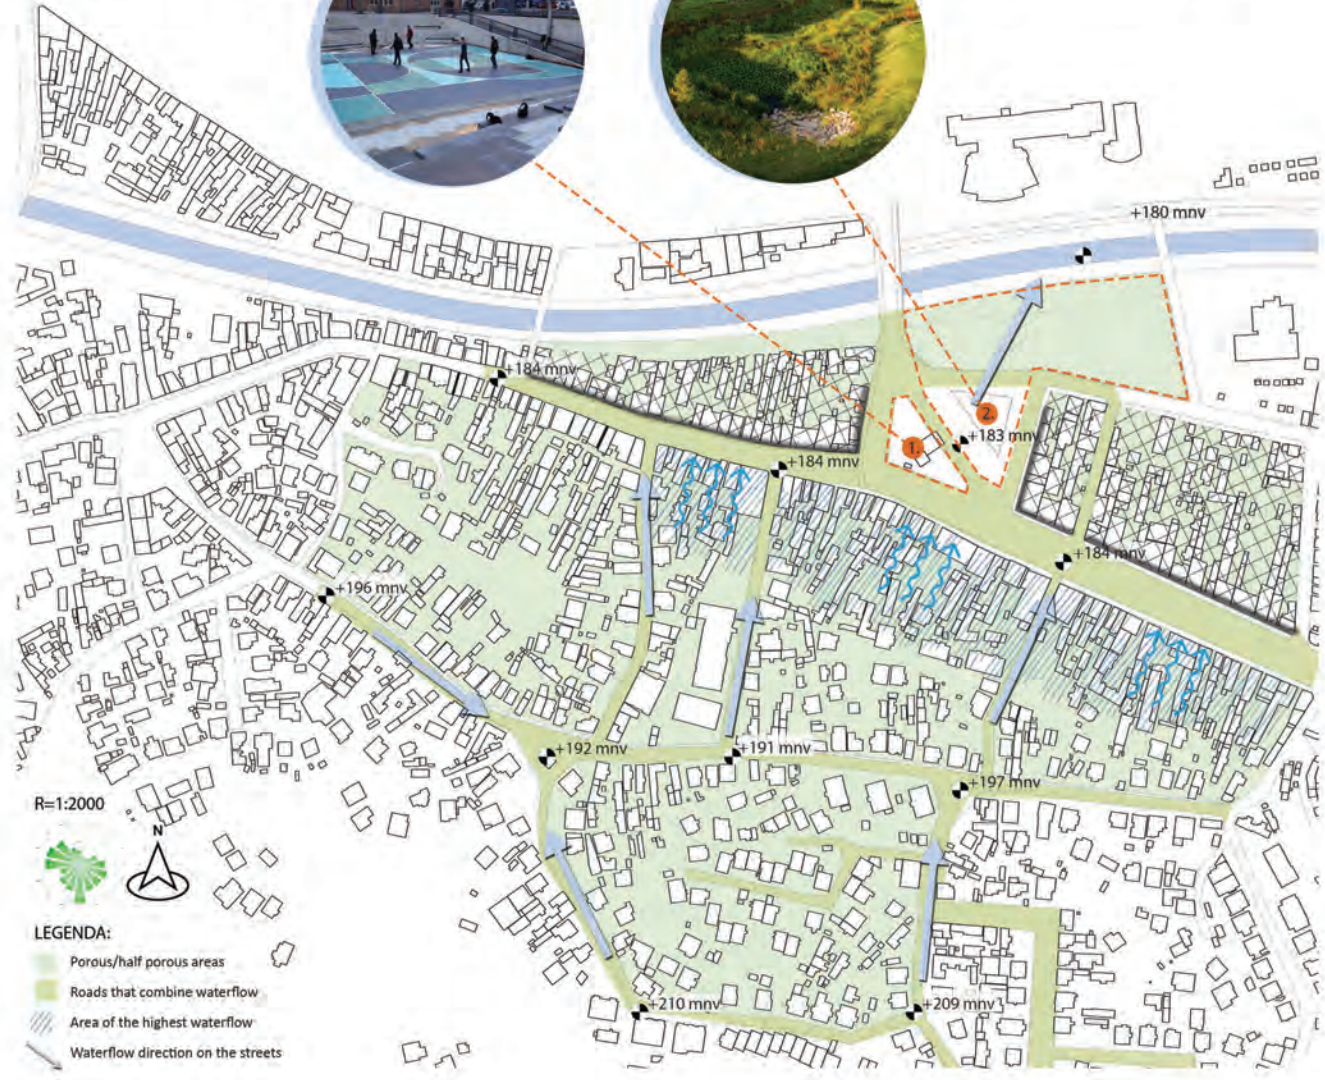 +180 mnv
+184 mnv
2.
+183 mnv
1.
+184 mnv
+184 mnv
+196 mnv
+192 mnv
+191 mnv
+197 mnv
R=1:2000
N
LEGENDA:
Porous/half porous areas
Roads that combine waterflow
Area of the highest waterflow
Waterflow direction on the streets
+210 mnv
+209 mnv